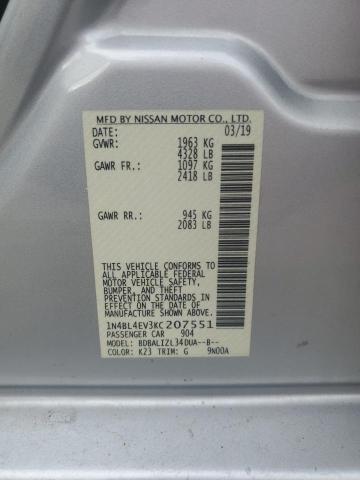 MFD BY NISSAN MOTOR CO., LTD.
DATE: 03/19
GVWR: 1963 KG
4328 LB
GAWR FR.: 1097 KG
2418 LB
GAWR RR.: 945 KG
2083 LB
THIS VEHICLE CONFORMS TO
ALL APPLICABLE FEDERAL
MOTOR VEHICLE SAFETY,
BUMPER, AND THEFT
PREVENTION STANDARDS IN
EFFECT ON THE DATE OF
MANUFACTURE SHOWN ABOVE.
1N4BL4EV3KC207551
PASSENGER CAR 904
MODEL: BDBALIZL34DUA--B--
COLOR: K23 TRIM: G 9N00A